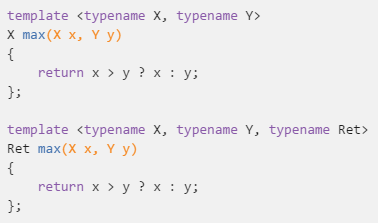 template <typename X, typename Y>
X max(X x, Y y)
{
    return x > y ? x : y;
};

template <typename X, typename Y, typename Ret>
Ret max(X x, Y y)
{
    return x > y ? x : y;
};